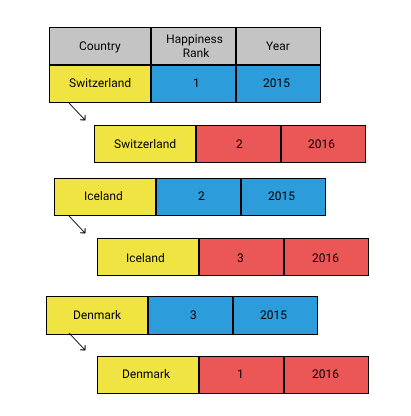 Country Happiness Rank Year
Switzerland 1 2015
Switzerland 2 2016
Iceland 2 2015
Iceland 3 2016
Denmark 3 2015
Denmark 1 2016